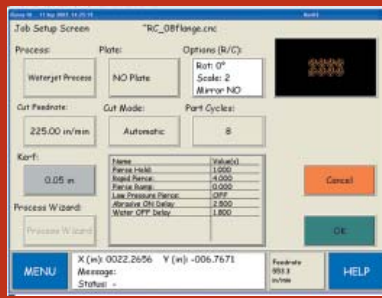 Job Setup Screen "RC_08flange.cnc
Process: Plate: Options (R/C):
Waterjet Process NO Plate Rot: 0°
Scale: 2
Mirror NO
Cut Feedrate: Cut Mode: Part Cycles:
225.00 in/min Automatic 8
Kerf:
0.05 in
Name Value(s)
Pierce Hold: 1.000
Rapid Pierce: 4.000
Pierce Ramp: 0.000
Low Pressure Pierce: OFF
Abrasive ON Delay 2.500
Water OFF Delay 1.800
Process Wizard:
Process Wizard
Cancel
OK
MENU
X (in): 0022.2656 Y (in): -006.7671
Message:
Status: -
Feedrate
in/min
HELP